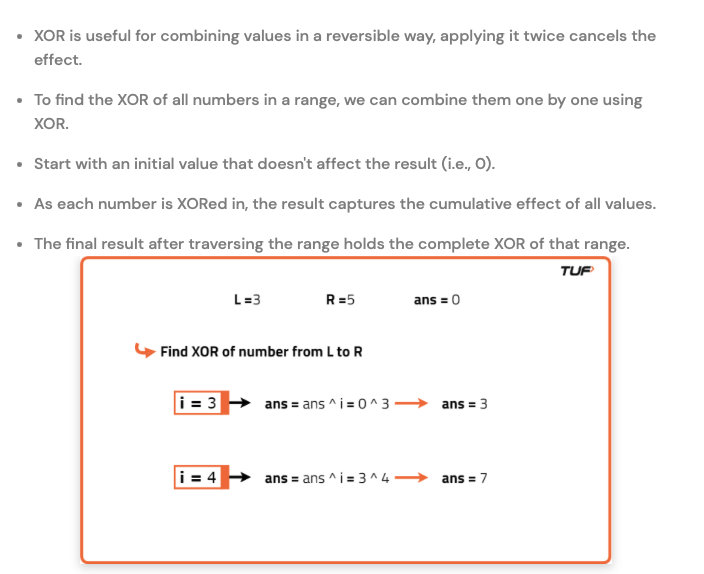 XOR is useful for combining values in a reversible way, applying it twice cancels the
effect.
To find the XOR of all numbers in a range, we can combine them one by one using
XOR.
Start with an initial value that doesn't affect the result (i.e., 0).
As each number is XORed in, the result captures the cumulative effect of all values.
The final result after traversing the range holds the complete XOR of that range.
TUF
L =3 R =5 ans = 0
Find XOR of number from L to R
i = 3 ans = ans ^ i = 0 ^ 3 ans = 3
i = 4 ans = ans ^ i = 3 ^ 4 ans = 7